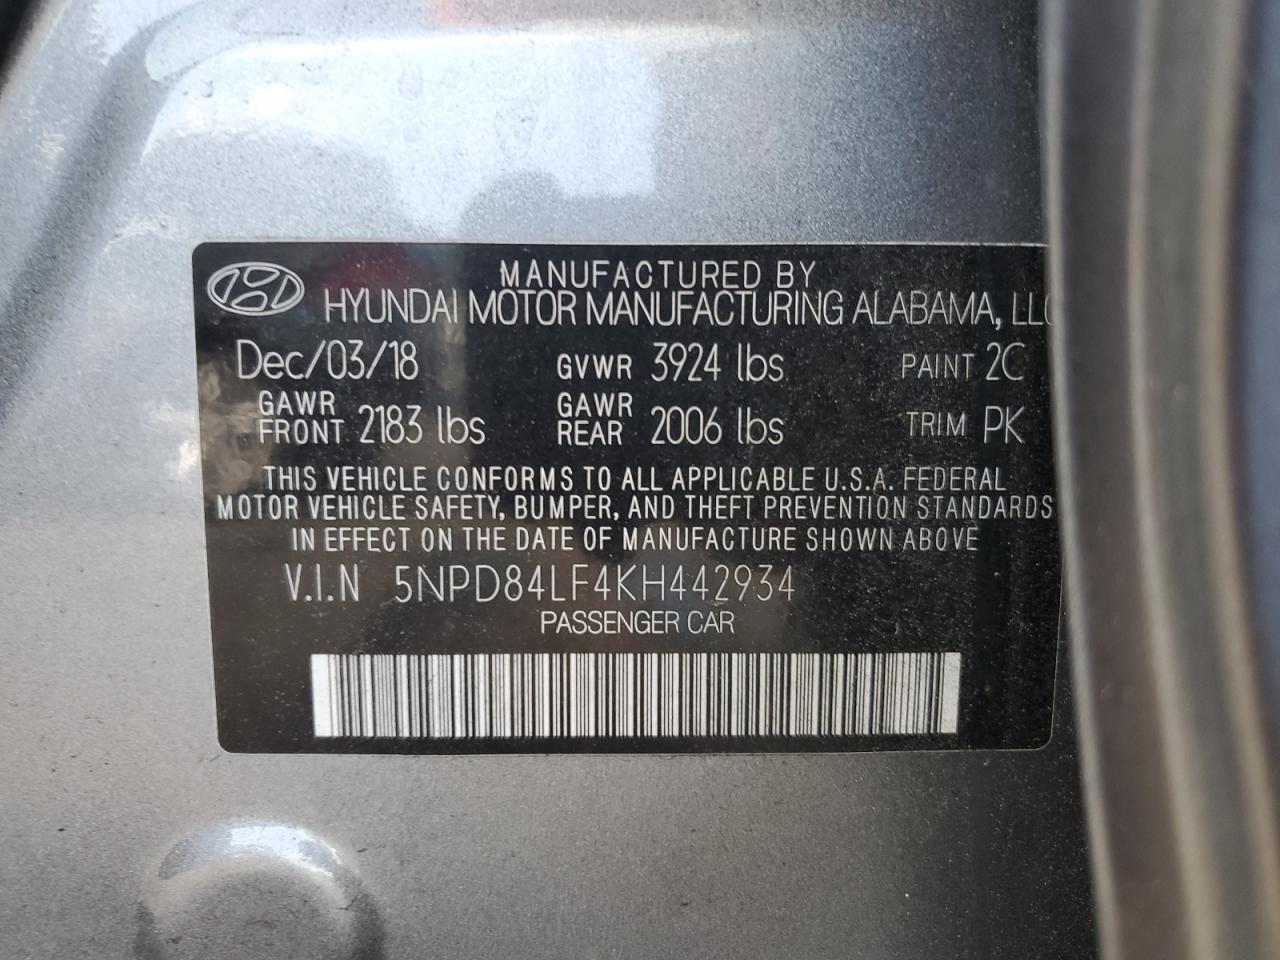 MANUFACTURED BY
HYUNDAI MOTOR MANUFACTURING ALABAMA, LLC
Dec/03/18 GVWR 3924 lbs PAINT 2C
GAWR FRONT 2183 lbs GAWR REAR 2006 lbs TRIM PK
THIS VEHICLE CONFORMS TO ALL APPLICABLE U.S.A. FEDERAL
MOTOR VEHICLE SAFETY, BUMPER, AND THEFT PREVENTION STANDARDS
IN EFFECT ON THE DATE OF MANUFACTURE SHOWN ABOVE
V.I.N 5NPD84LF4KH442934
PASSENGER CAR